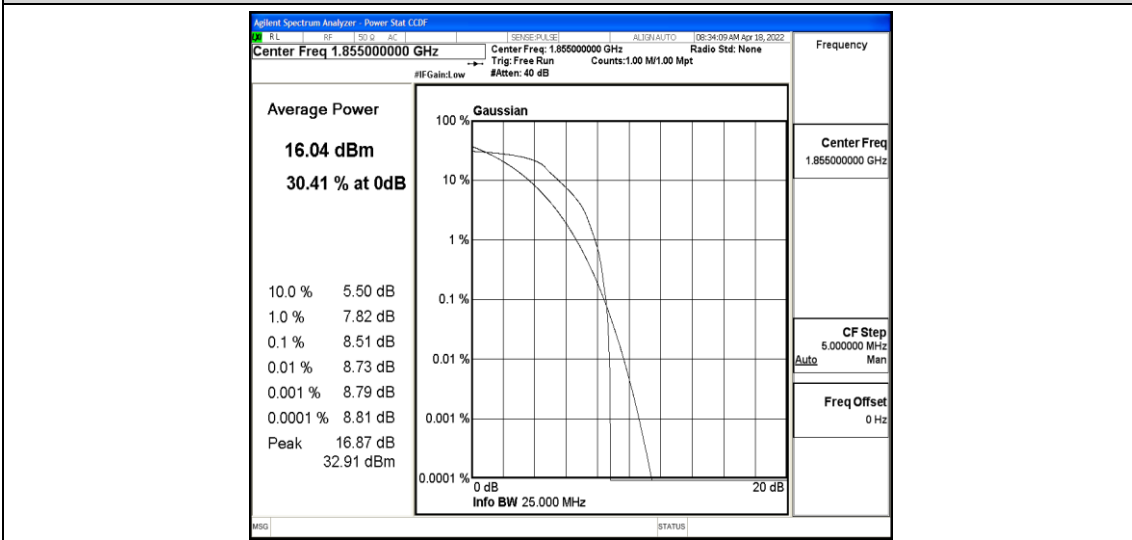 Agilent Spectrum Analyzer - Power Stat CCDF
LXI RL RF 50 Ω AC SENSE:PULSE ALIGN AUTO 08:34:09 AM Apr 18, 2022
Center Freq 1.855000000 GHz
Center Freq: 1.855000000 GHz Radio Std: None
Trig: Free Run Counts:1.00 M/1.00 Mpt
#IFGain:Low #Atten: 40 dB
Frequency
Average Power
16.04 dBm
30.41 % at 0dB
10.0 % 5.50 dB
1.0 % 7.82 dB
0.1 % 8.51 dB
0.01 % 8.73 dB
0.001 % 8.79 dB
0.0001 % 8.81 dB
Peak 16.87 dB
32.91 dBm
Gaussian
100 %
10 %
1 %
0.1 %
0.01 %
0.001 %
0.0001 %
0 dB 20 dB
Info BW 25.000 MHz
Center Freq
1.855000000 GHz
CF Step
5.000000 MHz
Auto Man
Freq Offset
0 Hz
MSG STATUS